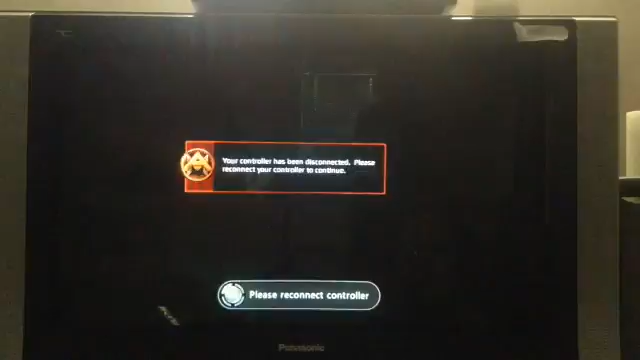 Your controller has been disconnected. Please
reconnect your controller to continue.
Please reconnect controller
Panasonic